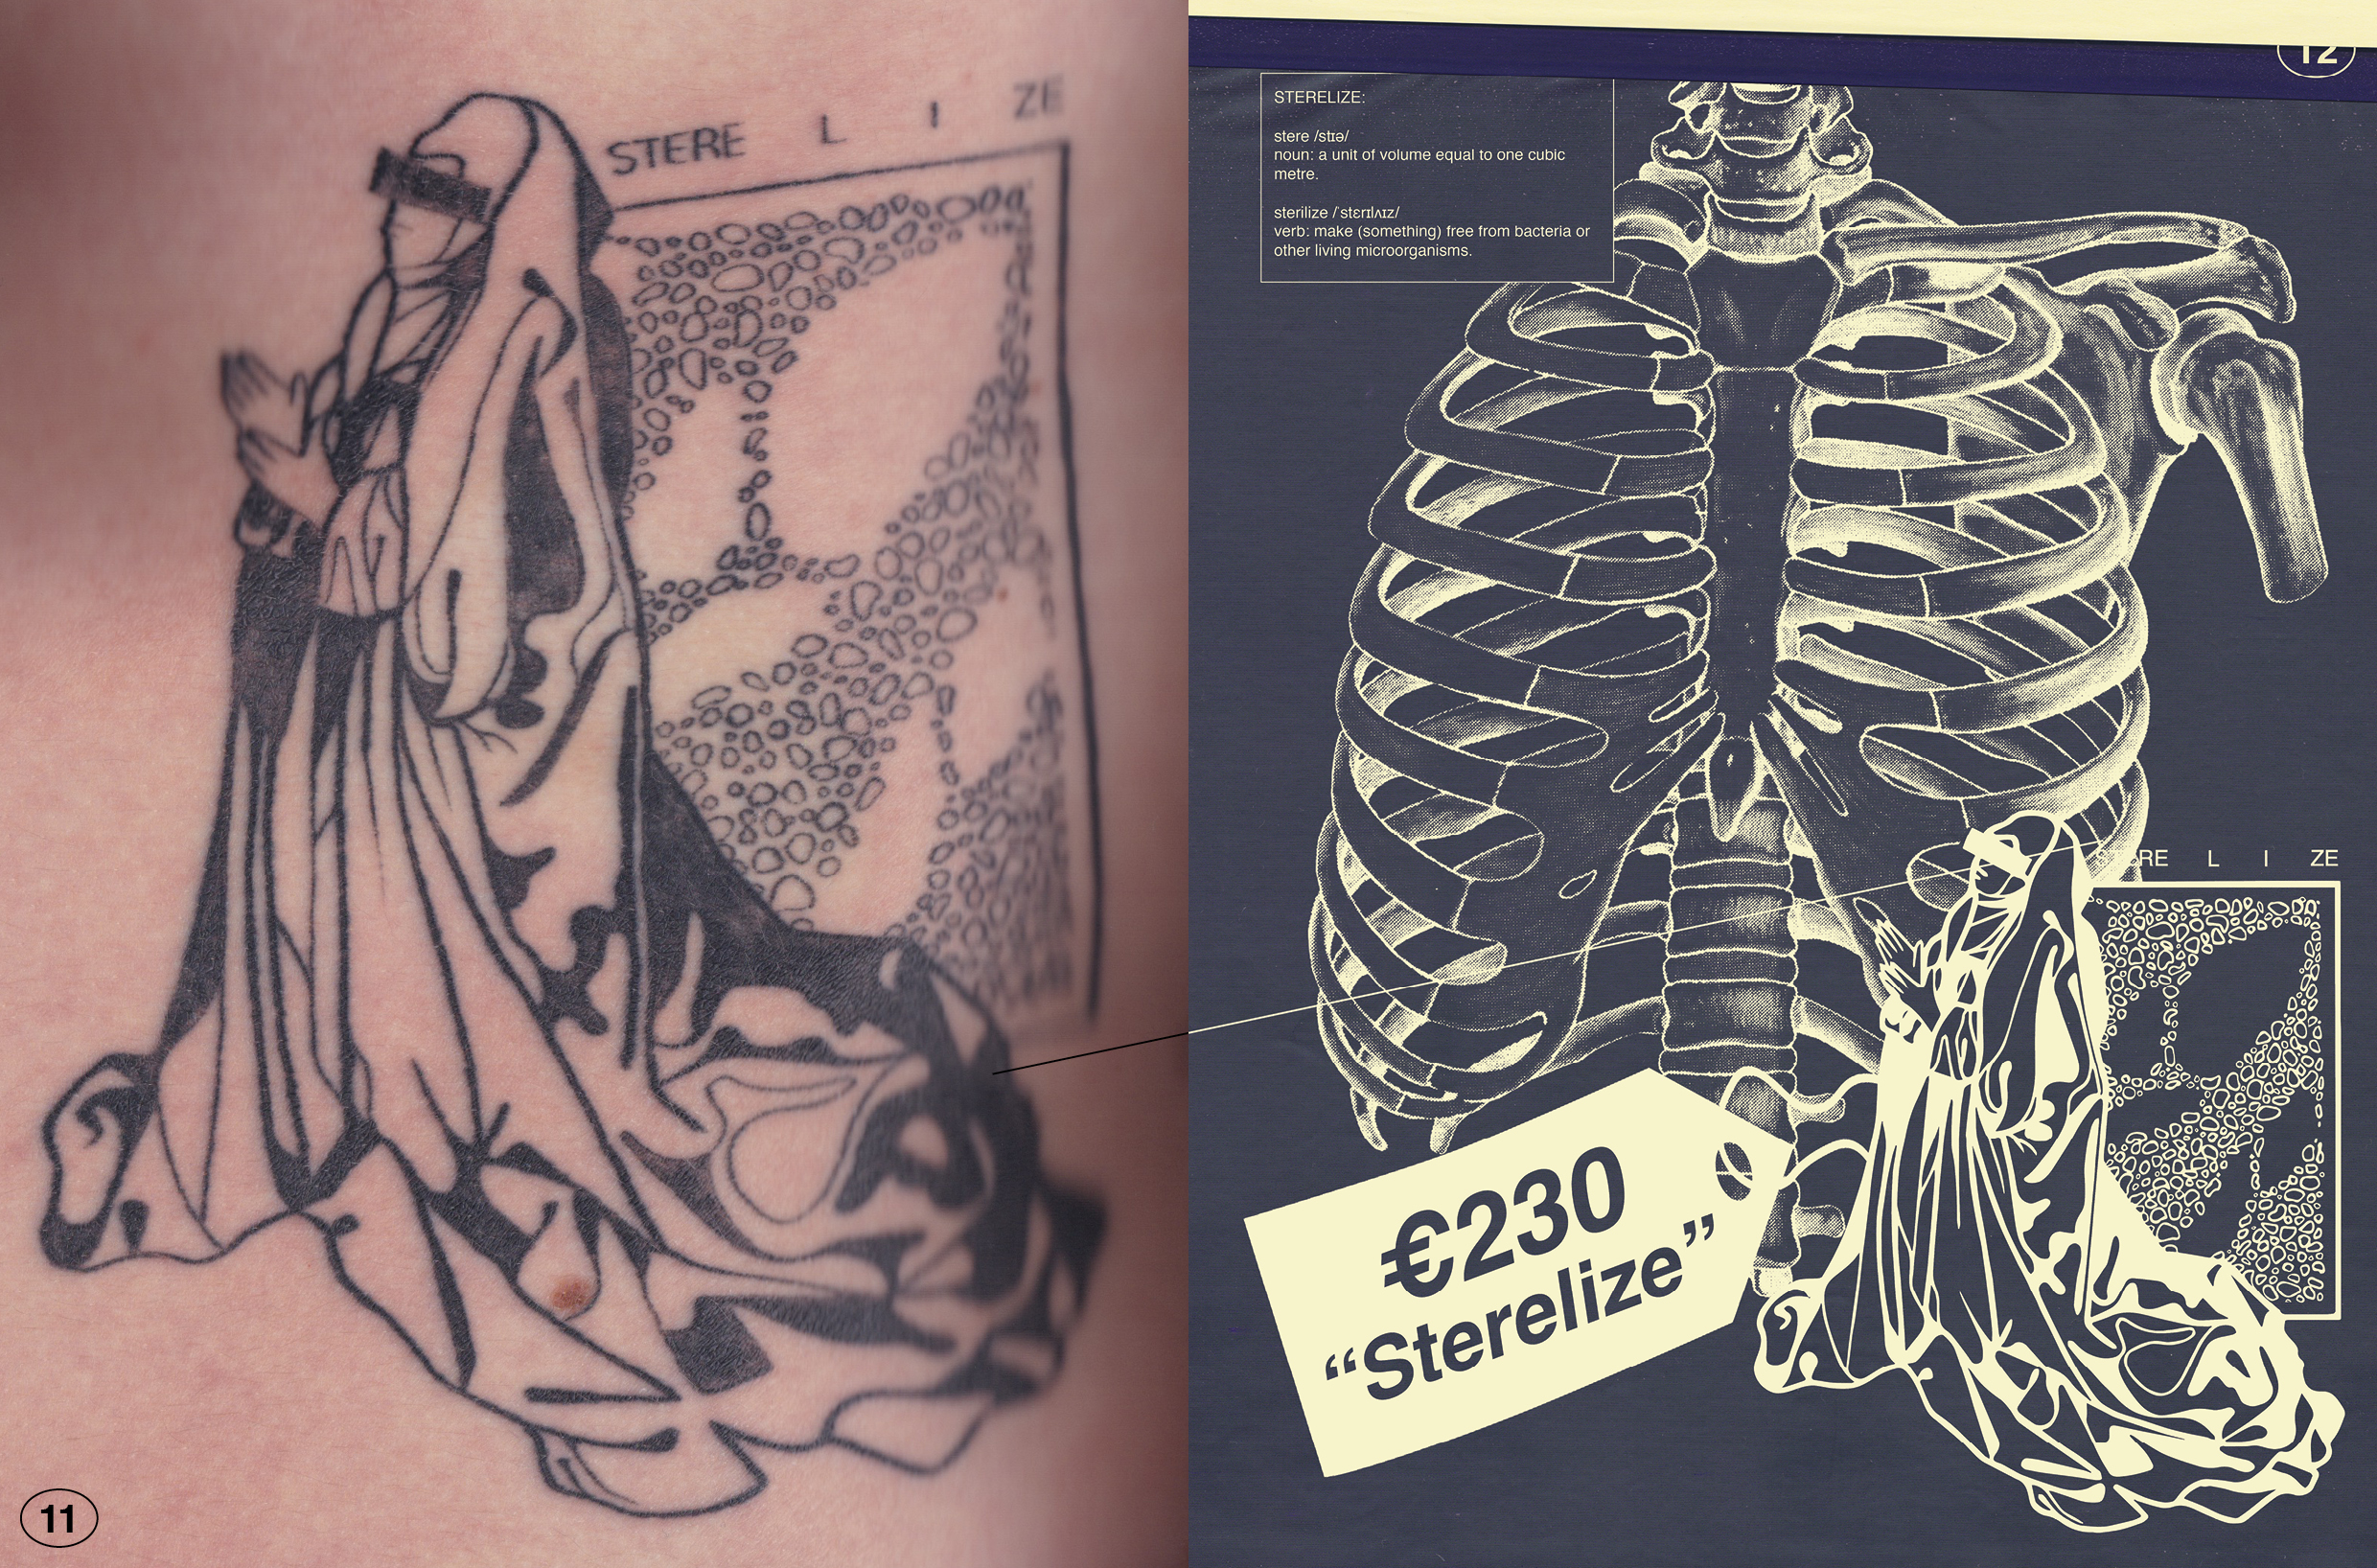 STERE L I ZE
11
12
STERELIZE:
stere /stɪə/
noun: a unit of volume equal to one cubic
metre.
sterilize /ˈstɛrɪlʌɪz/
verb: make (something) free from bacteria or
other living microorganisms.
RE L I ZE
€230
“Sterelize”